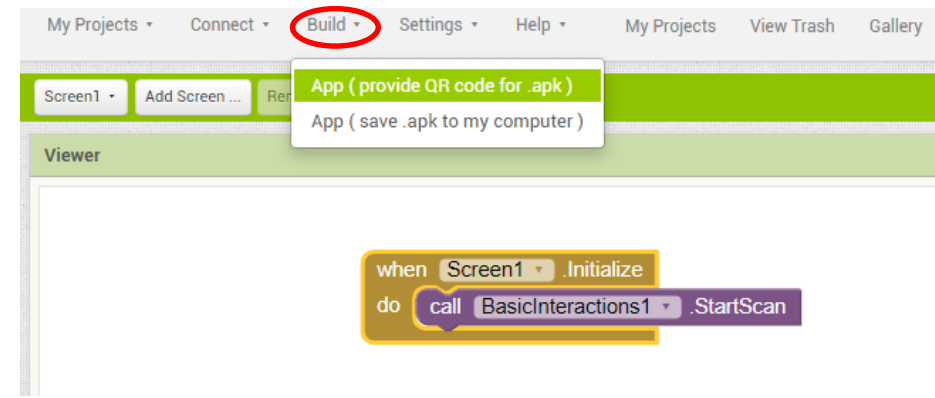 My Projects Connect Build Settings Help My Projects View Trash Gallery
Screen1 Add Screen ... Rer
App ( provide QR code for .apk )
App ( save .apk to my computer )
Viewer
when Screen1 .Initialize
do call BasicInteractions1 .StartScan